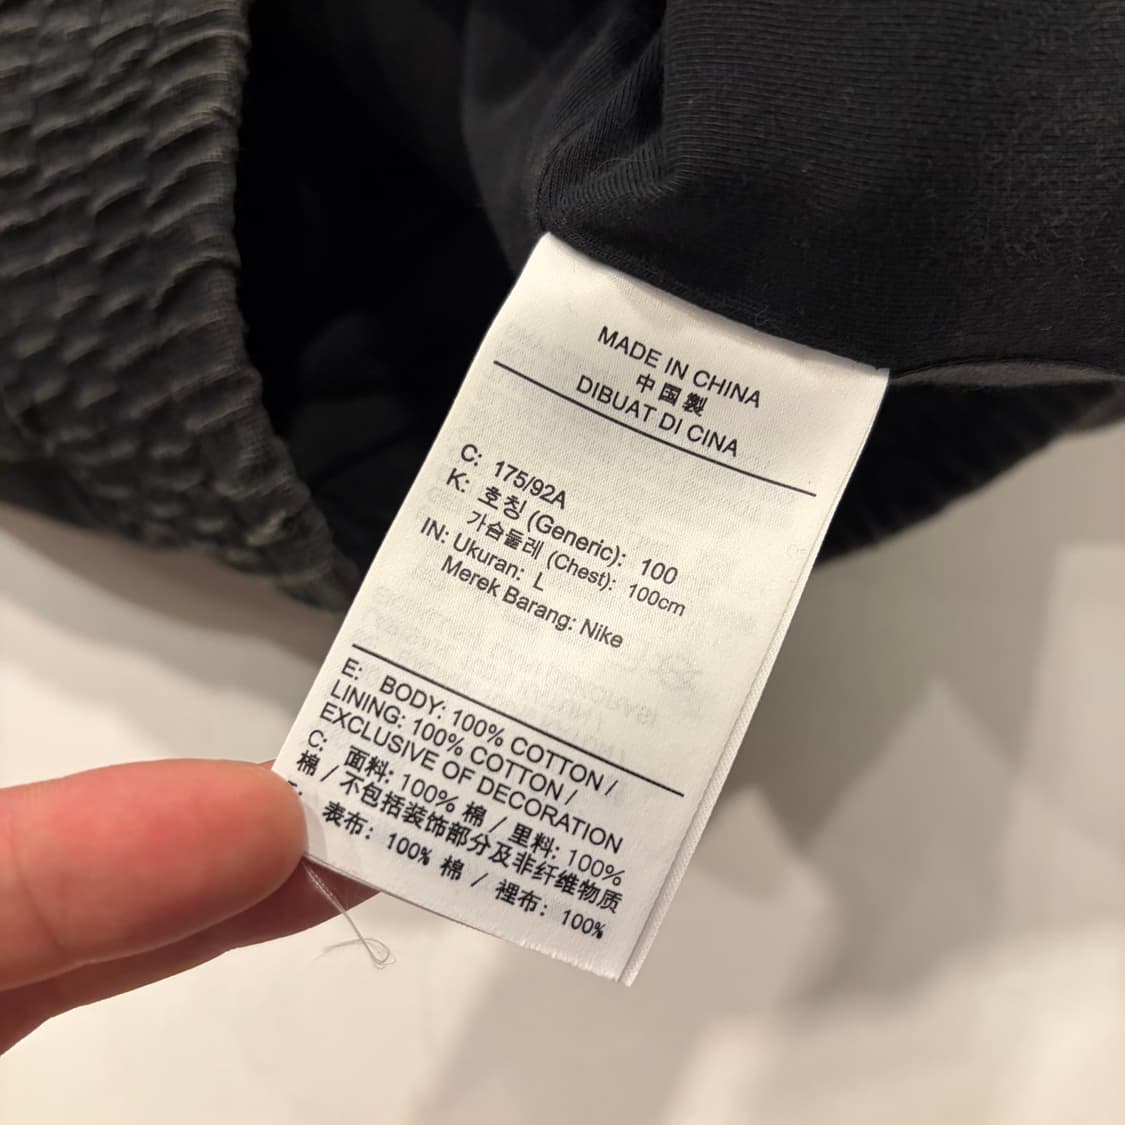 MADE IN CHINA
中国製
DIBUAT DI CINA
C: 175/92A
K: 호칭 (Generic): 100
가슴둘레 (Chest): 100cm
IN: Ukuran: L
Merek Barang: Nike
E: BODY: 100% COTTON /
LINING: 100% COTTON /
EXCLUSIVE OF DECORATION
C: 面料: 100% 棉 / 里料: 100%
棉 / 不包括装饰部分及非纤维物质
表布: 100% 棉 / 裡布: 100%